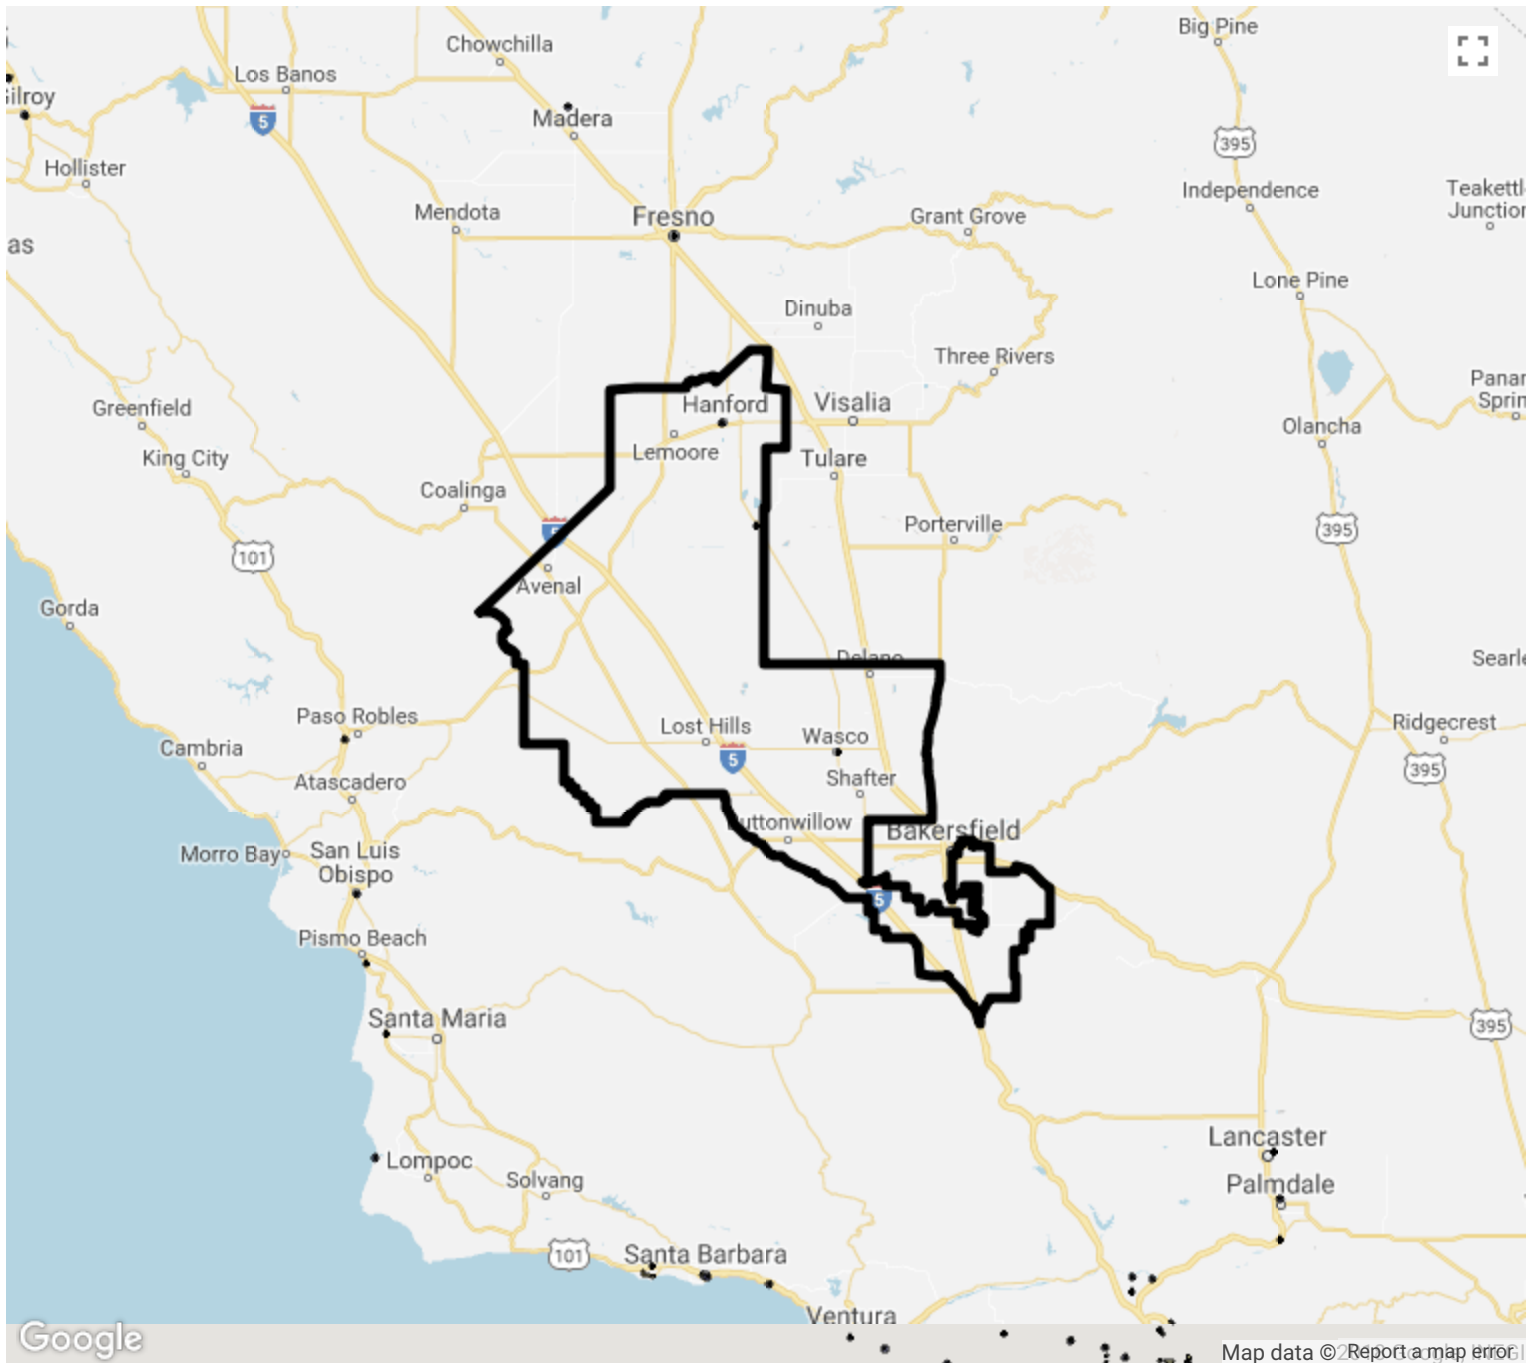 Big Pine
Chowchilla
Los Banos
Gilroy
5
Madera
395
Hollister
Independence
Teakettl
Junction
Mendota
Fresno
Grant Grove
as
Lone Pine
Dinuba
Three Rivers
Panar
Sprin
Greenfield
Hanford
Visalia
Olancha
King City
Lemoore
Tulare
Coalinga
5
Porterville
395
101
Avenal
Gorda
Delano
Searle
Paso Robles
Lost Hills
Wasco
Ridgecrest
Cambria
5
395
Atascadero
Shafter
uttonwillow
Bakersfield
Morro Bay
San Luis
Obispo
5
Pismo Beach
Santa Maria
395
Lancaster
Lompoc
Solvang
Palmdale
101
Santa Barbara
Ventura
Google
Map data © Report a map error